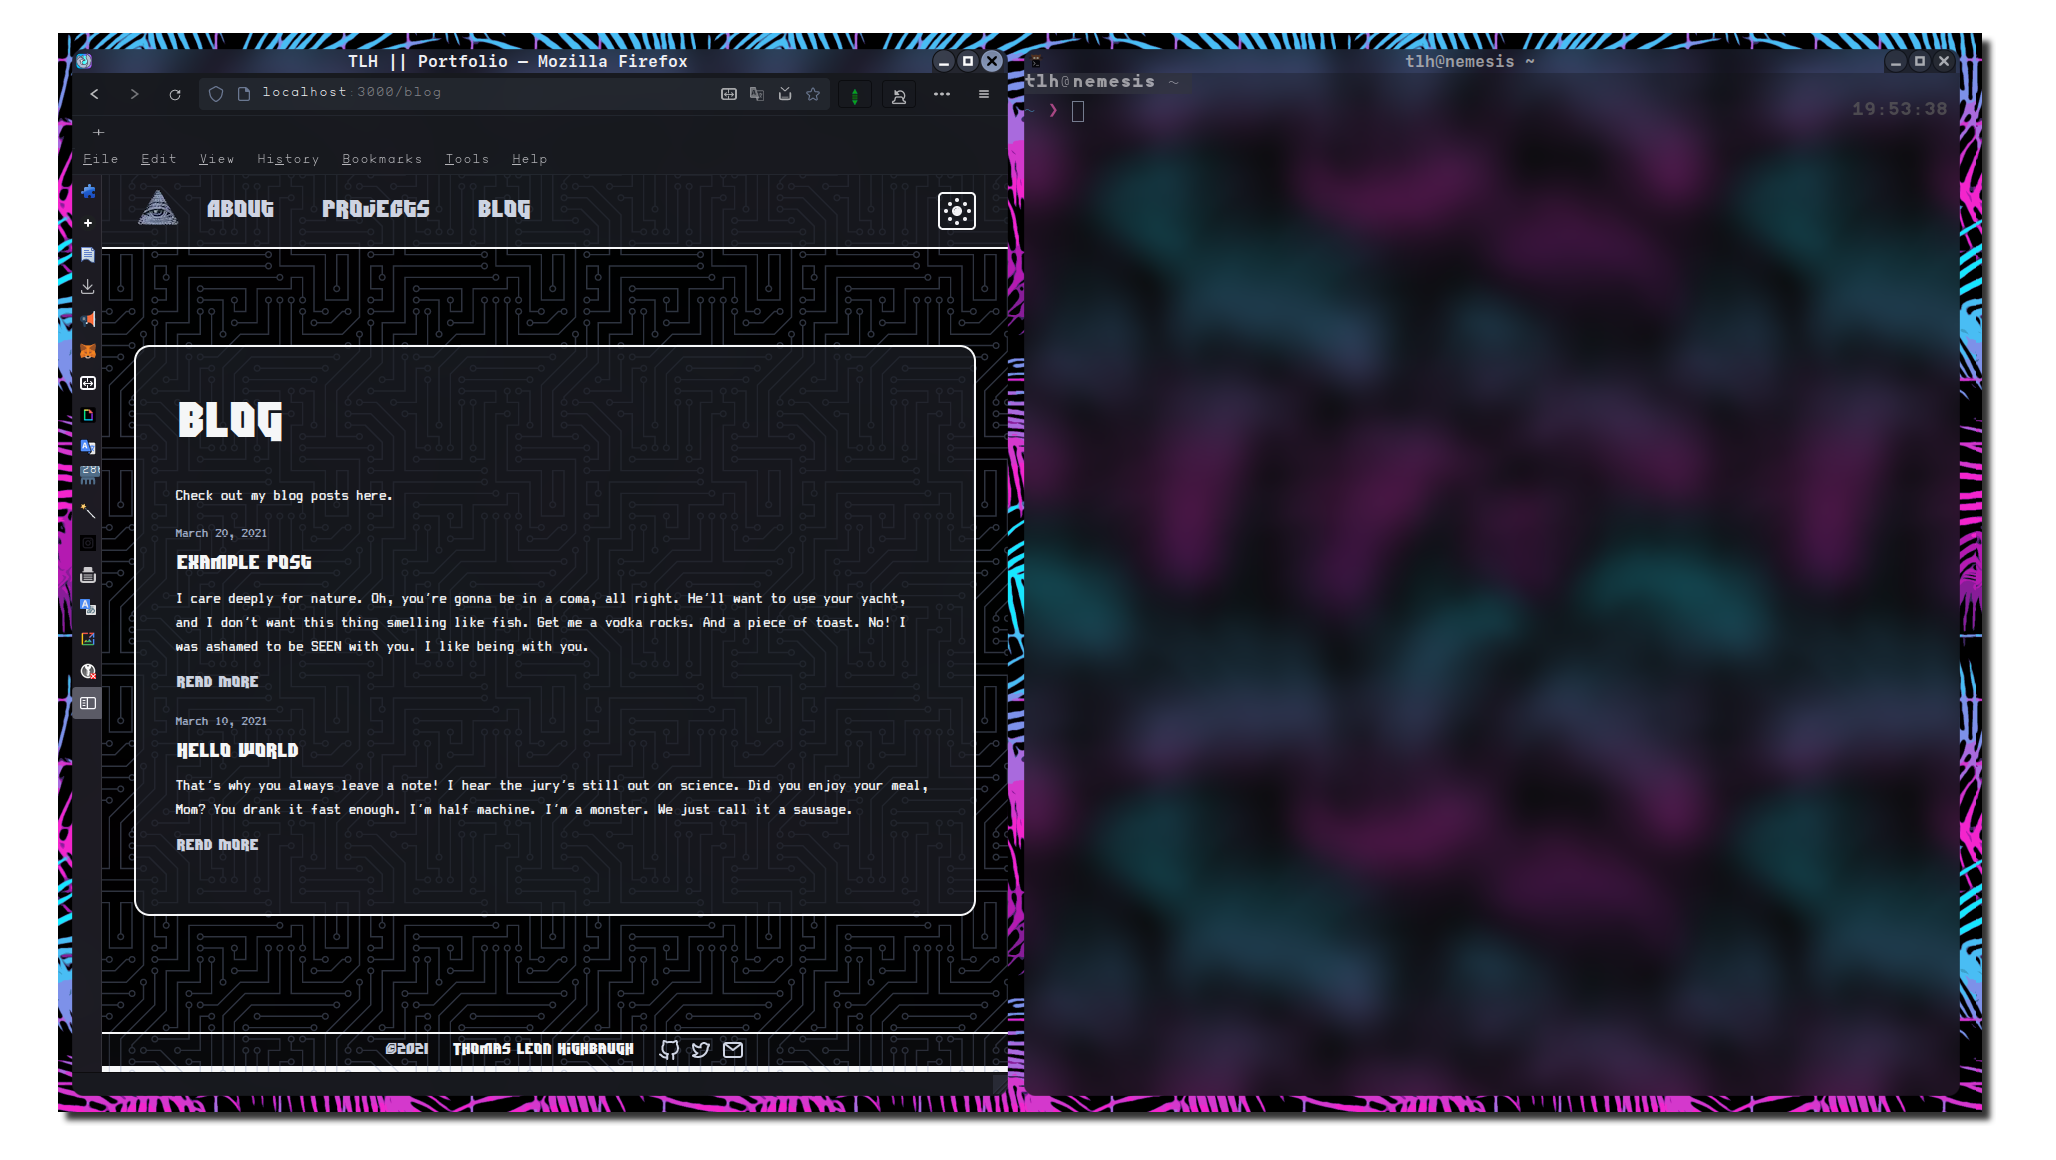 TLH || Portfolio — Mozilla Firefox
localhost:3000/blog
File Edit View History Bookmarks Tools Help
ABOUT PROJECTS BLOG
BLOG
Check out my blog posts here.
March 20, 2021
EXAMPLE POST
I care deeply for nature. Oh, you're gonna be in a coma, all right. He'll want to use your yacht,
and I don't want this thing smelling like fish. Get me a vodka rocks. And a piece of toast. No! I
was ashamed to be SEEN with you. I like being with you.
READ MORE
March 10, 2021
HELLO WORLD
That's why you always leave a note! I hear the jury's still out on science. Did you enjoy your meal,
Mom? You drank it fast enough. I'm half machine. I'm a monster. We just call it a sausage.
READ MORE
©2021 THOMAS LEON HIGHBAUGH
tlh@nemesis ~
tlh@nemesis ~
~ ❯ 19:53:38